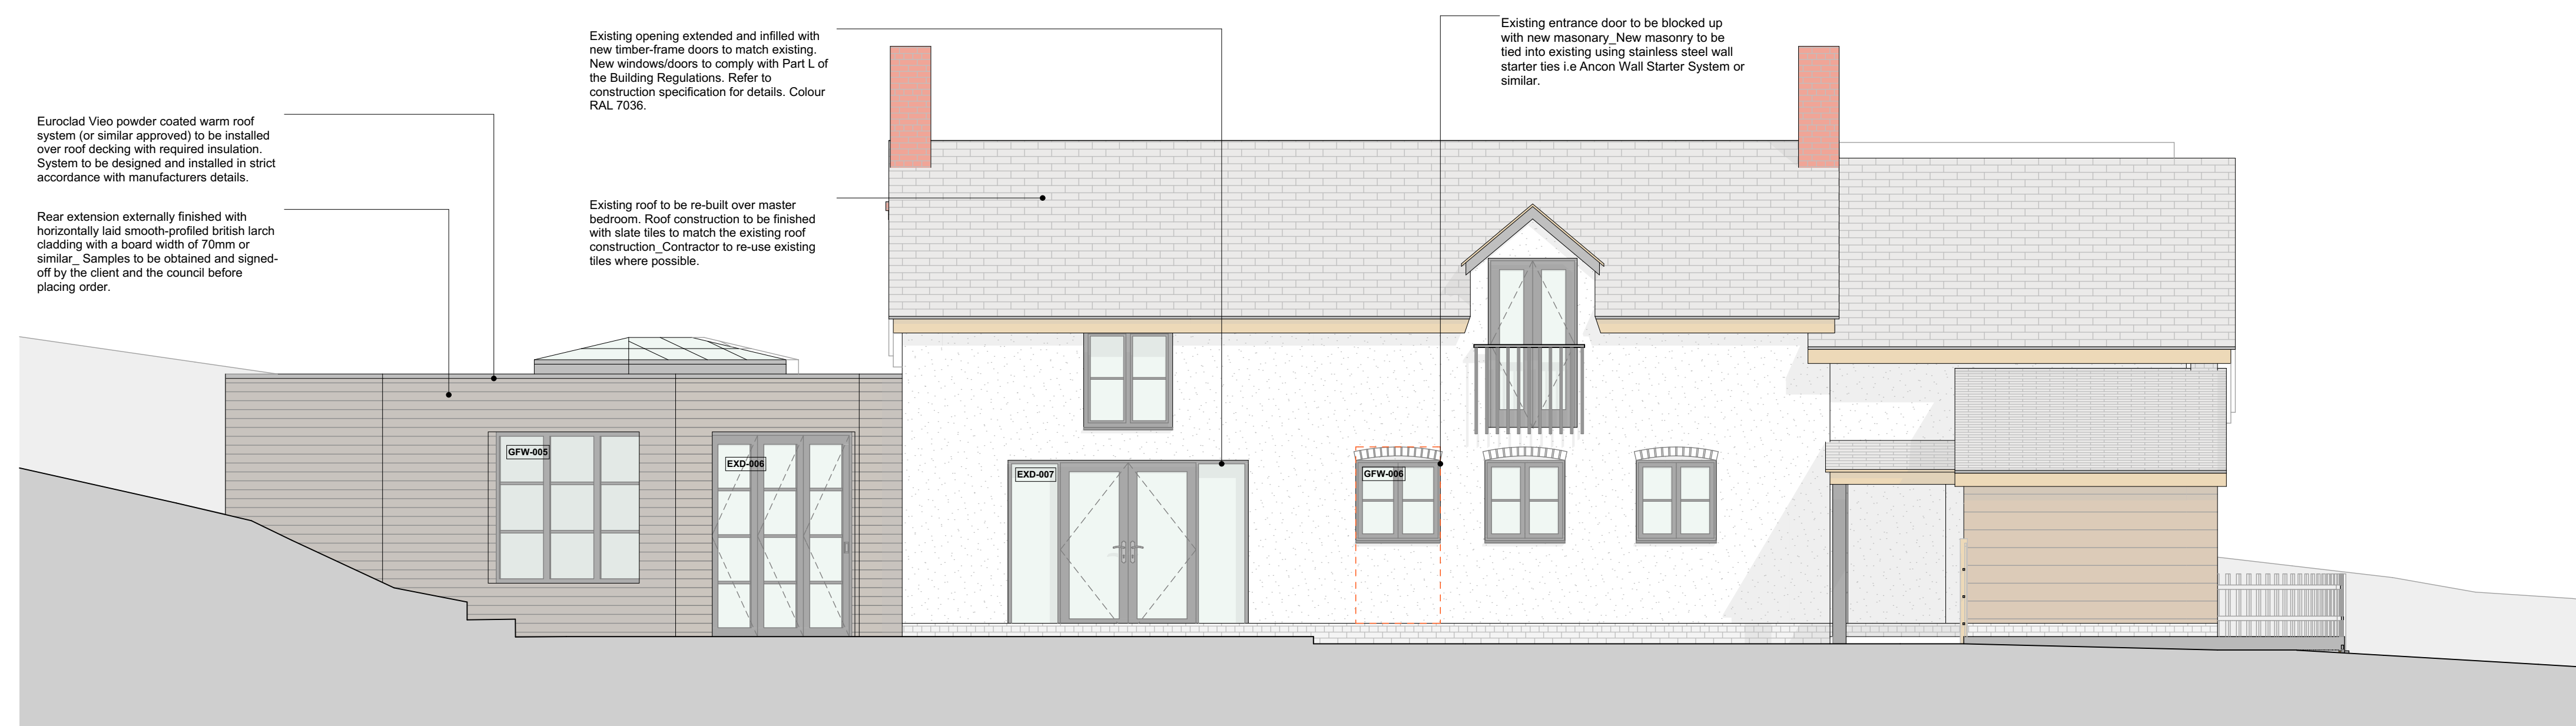 Existing entrance door to be blocked up
with new masonary_New masonry to be
tied into existing using stainless steel wall
starter ties i.e Ancon Wall Starter System or
similar.
Existing opening extended and infilled with
new timber-frame doors to match existing.
New windows/doors to comply with Part L of
the Building Regulations. Refer to
construction specification for details. Colour
RAL 7036.
Euroclad Vieo powder coated warm roof
system (or similar approved) to be installed
over roof decking with required insulation.
System to be designed and installed in strict
accordance with manufacturers details.
Existing roof to be re-built over master
bedroom. Roof construction to be finished
with slate tiles to match the existing roof
construction_Contractor to re-use existing
tiles where possible.
Rear extension externally finished with
horizontally laid smooth-profiled british larch
cladding with a board width of 70mm or
similar_ Samples to be obtained and signed-
off by the client and the council before
placing order.
GFW-005
EXD-006
EXD-007
GFW-006